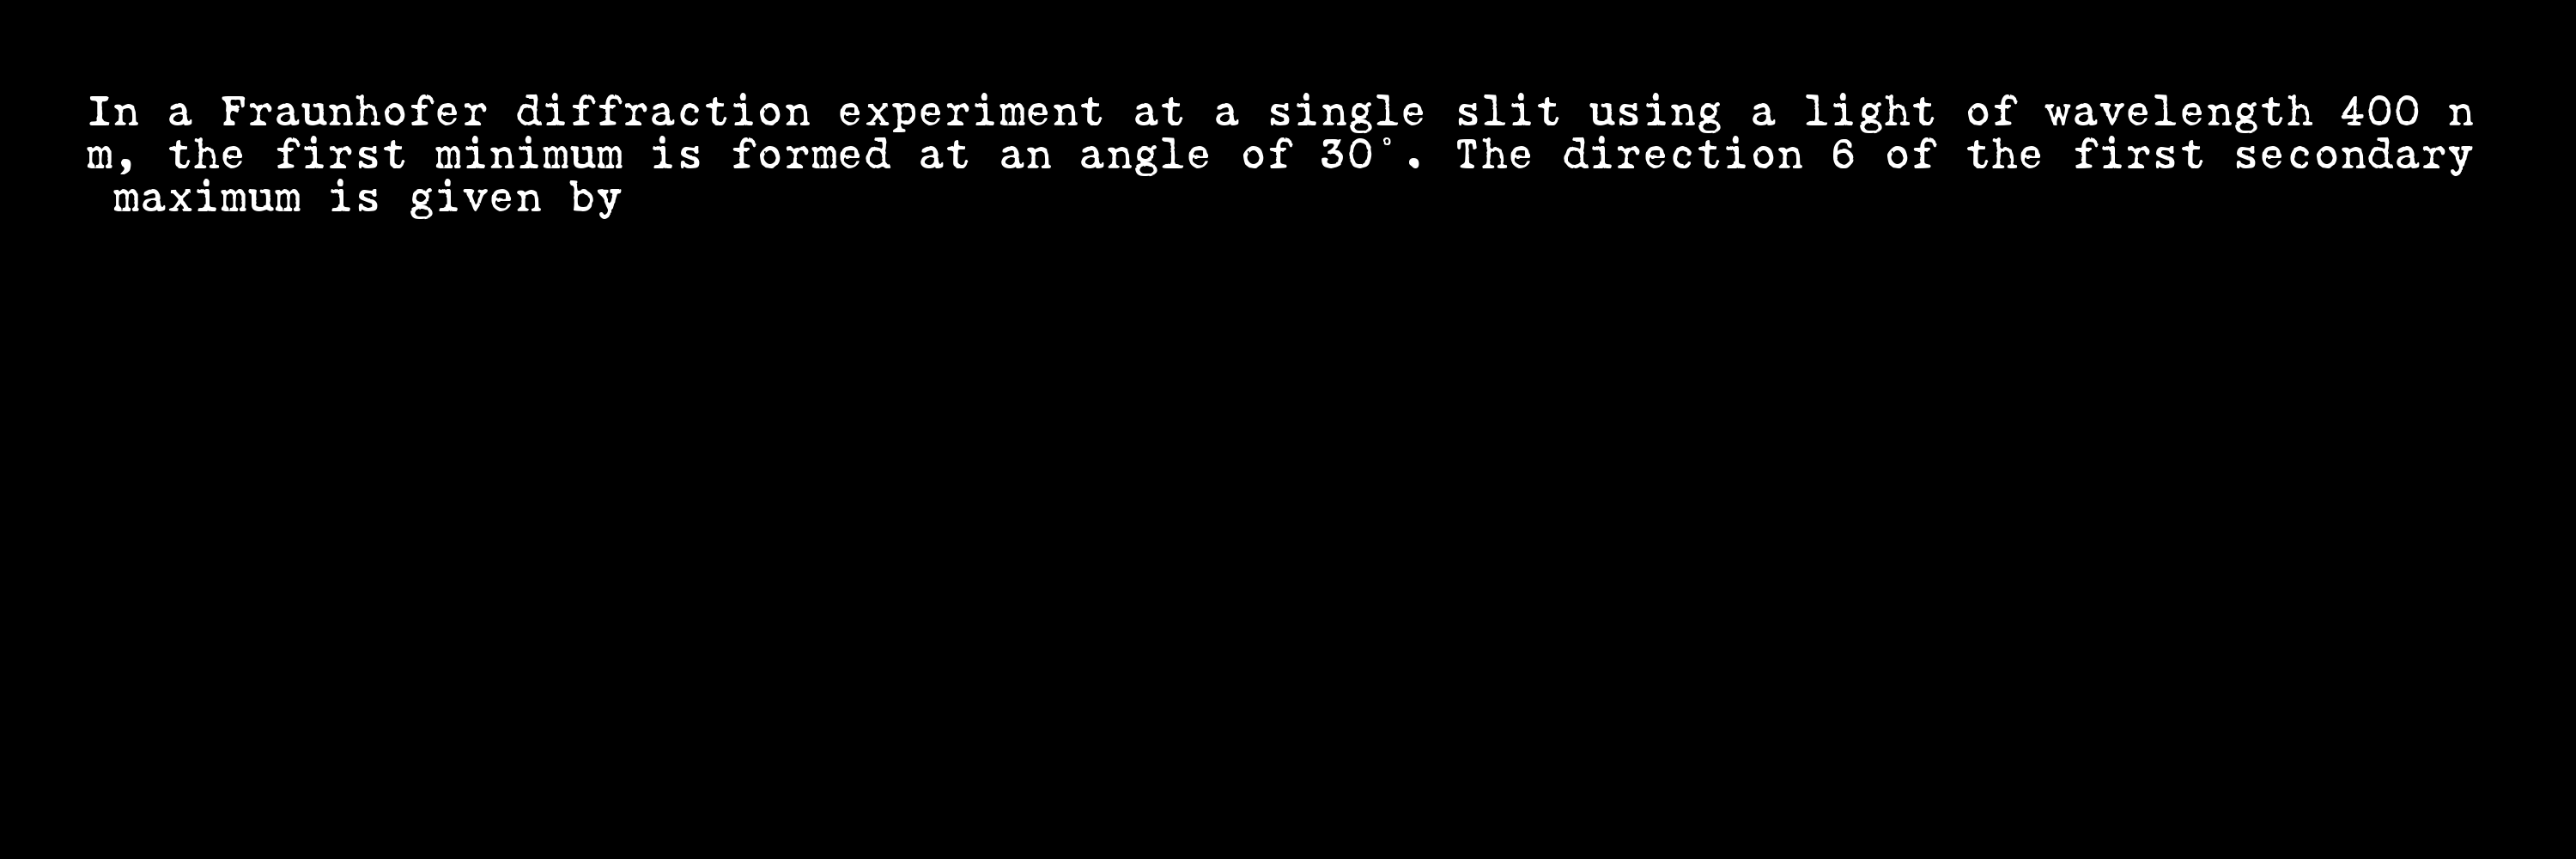 In a Fraunhofer diffraction experiment at a single slit using a light of wavelength 400 n
m, the first minimum is formed at an angle of 30°. The direction 6 of the first secondary
 maximum is given by